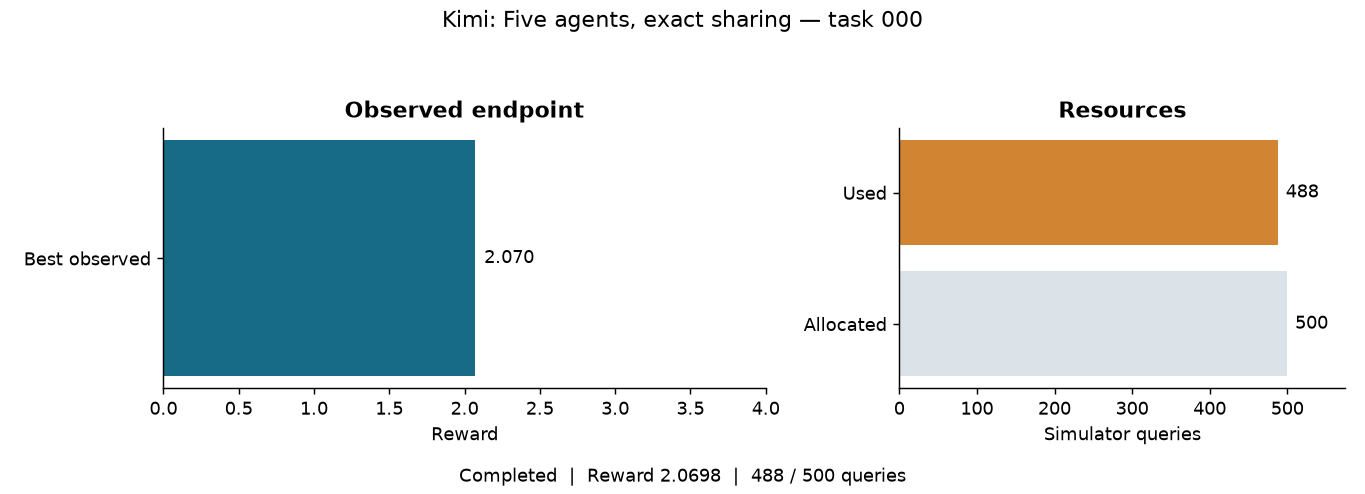 Kimi: Five agents, exact sharing — task 000
Observed endpoint
Best observed
2.070
0.0 0.5 1.0 1.5 2.0 2.5 3.0 3.5 4.0
Reward
Resources
Used
488
Allocated
500
0 100 200 300 400 500
Simulator queries
Completed | Reward 2.0698 | 488 / 500 queries